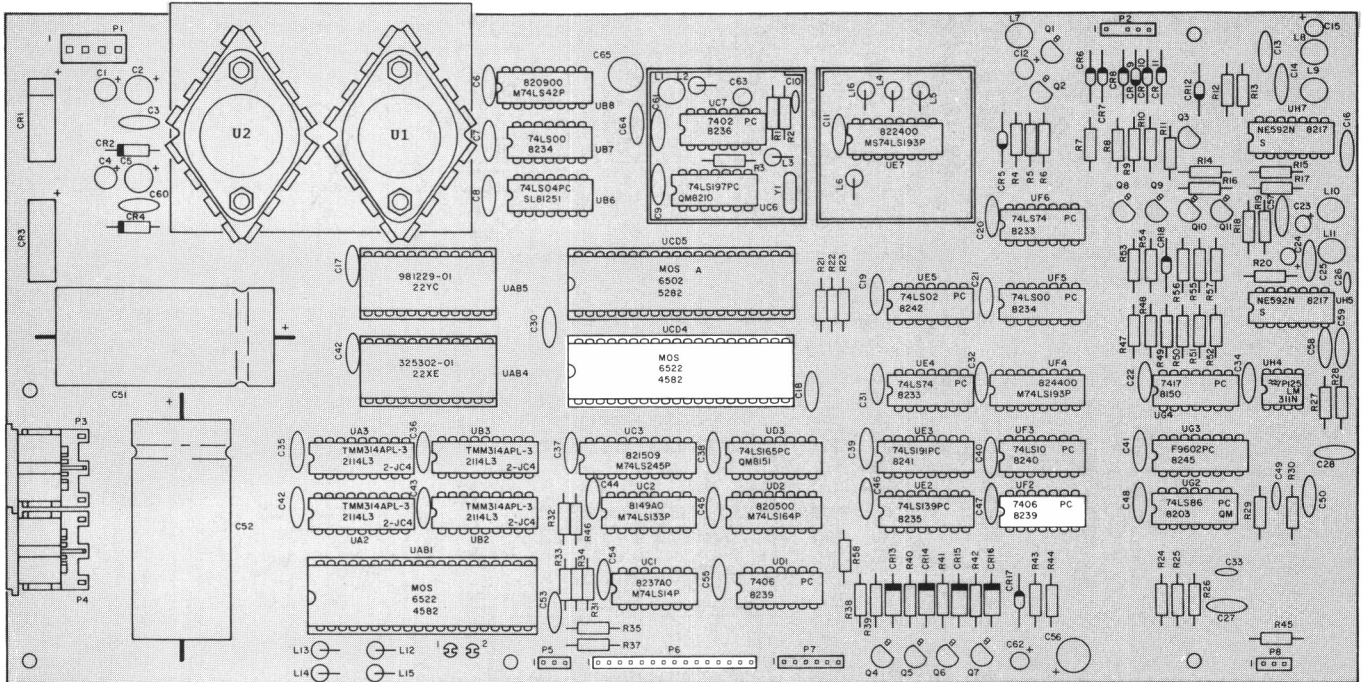 P1
1
C1
+
C2
+
C3
CR1
+
CR2
C4
+
C5
+
C60
CR3
+
CR4
U2
U1
C6
820900
M74LS42P
UB8
C7
74LS00
8234
UB7
C8
74LS04PC
SL81251
UB6
C65
C64
L1
L2
C61
C63
C10
UC7
7402 PC
8236
R1
R2
R3
L3
C9
74LS197PC
QM8210
UC6
Y1
C11
L6
L4
L5
822400
MS74LS193P
UE7
L6
L7
Q1
C12
+
Q2
P2
1
CR6
CR7
CR8
CR9
CR10
CR11
CR12
R12
R13
C13
C14
C15
+
L8
L9
CR5
R4
R5
R6
R7
R8
R9
R10
R11
Q3
UH7
NE592N 8217
S
C16
R14
R15
R16
R17
Q8
Q9
Q10
Q11
R18
R19
C57
C23
+
L10
C24
+
L11
UF6
C20
74LS74 PC
8233
R53
R54
CR18
R56
R55
R57
R20
C25
C26
NE592N 8217
S
UH5
C17
981229-01
22YC
UAB5
UCD5
MOS A
6502
5282
R21
R22
R23
C19
UE5
74LS02 PC
8242
C21
UF5
74LS00 PC
8234
C30
C42
325302-01
22XE
UAB4
UCD4
MOS
6522
4582
C18
C31
UE4
74LS74 PC
8233
C32
UF4
824400
M74LS193P
R47
R48
R49
R50
R51
R52
C22
7417 PC
8150
UG4
C34
UH4
P125
LM
311N
C58
C59
R27
R28
C51
+
P3
P4
C52
+
C35
UA3
TMM314APL-3
2114L3 2-JC4
C36
UB3
TMM314APL-3
2114L3 2-JC4
C37
UC3
821509
M74LS245P
C38
UD3
74LS165PC
QM8151
C39
UE3
74LS191PC
8241
C40
UF3
74LS10 PC
8240
C41
UG3
F9602PC
8245
C28
C42
TMM314APL-3
2114L3 2-JC4
UA2
C43
TMM314APL-3
2114L3 2-JC4
UB2
R32
R46
C44
UC2
8149A0
M74LS133P
C45
UD2
820500
M74LS164P
C46
UE2
74LS139PC
8235
C47
UF2
7406 PC
8239
C48
UG2
74LS86 PC
8203 QM
R29
C49
R30
C50
UAB1
MOS
6522
4582
C53
R33
R34
R31
C54
UC1
8237A0
M74LS14P
C55
UD1
7406 PC
8239
R58
R38
R39
CR13
R40
CR14
R41
CR15
R42
CR16
CR17
R43
R44
R24
R25
R26
C33
C27
R35
R37
L13
L12
L14
L15
1
2
P5
1
P6
1
P7
1
Q4
Q5
Q6
Q7
C62
+
C56
+
R45
P8
1